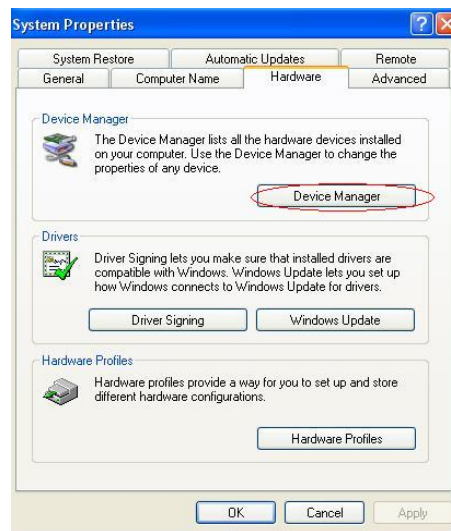 System Properties
System Restore
Automatic Updates
Remote
General
Computer Name
Hardware
Advanced
Device Manager
The Device Manager lists all the hardware devices installed
on your computer. Use the Device Manager to change the
properties of any device.
Device Manager
Drivers
Driver Signing lets you make sure that installed drivers are
compatible with Windows. Windows Update lets you set up
how Windows connects to Windows Update for drivers.
Driver Signing
Windows Update
Hardware Profiles
Hardware profiles provide a way for you to set up and store
different hardware configurations.
Hardware Profiles
OK
Cancel
Apply